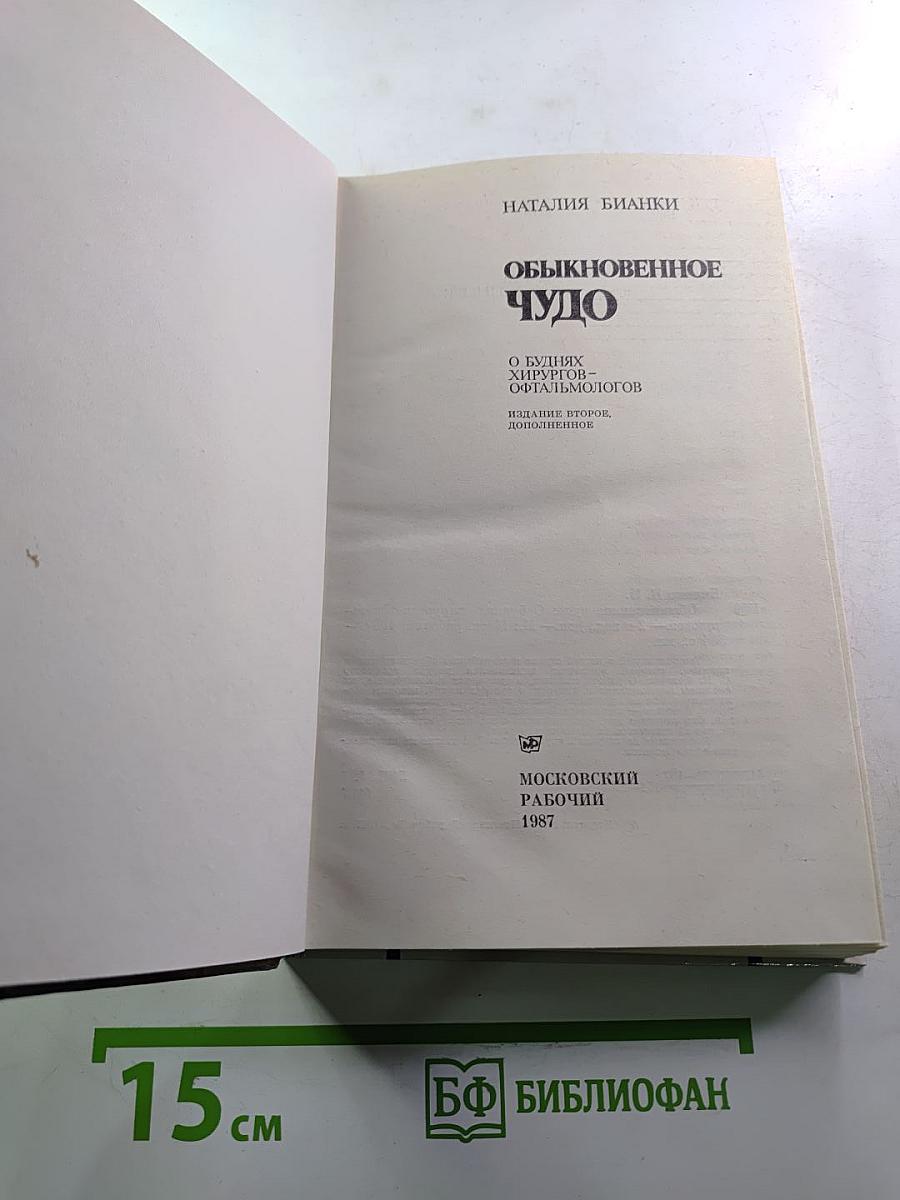 НАТАЛИЯ БИАНКИ
ОБЫКНОВЕННОЕ
ЧУДО
О БУДНЯХ
ХИРУРГОВ–
ОФТАЛЬМОЛОГОВ
ИЗДАНИЕ ВТОРОЕ,
ДОПОЛНЕННОЕ
МР
МОСКОВСКИЙ
РАБОЧИЙ
1987
15 см
БФ БИБЛИОФАН